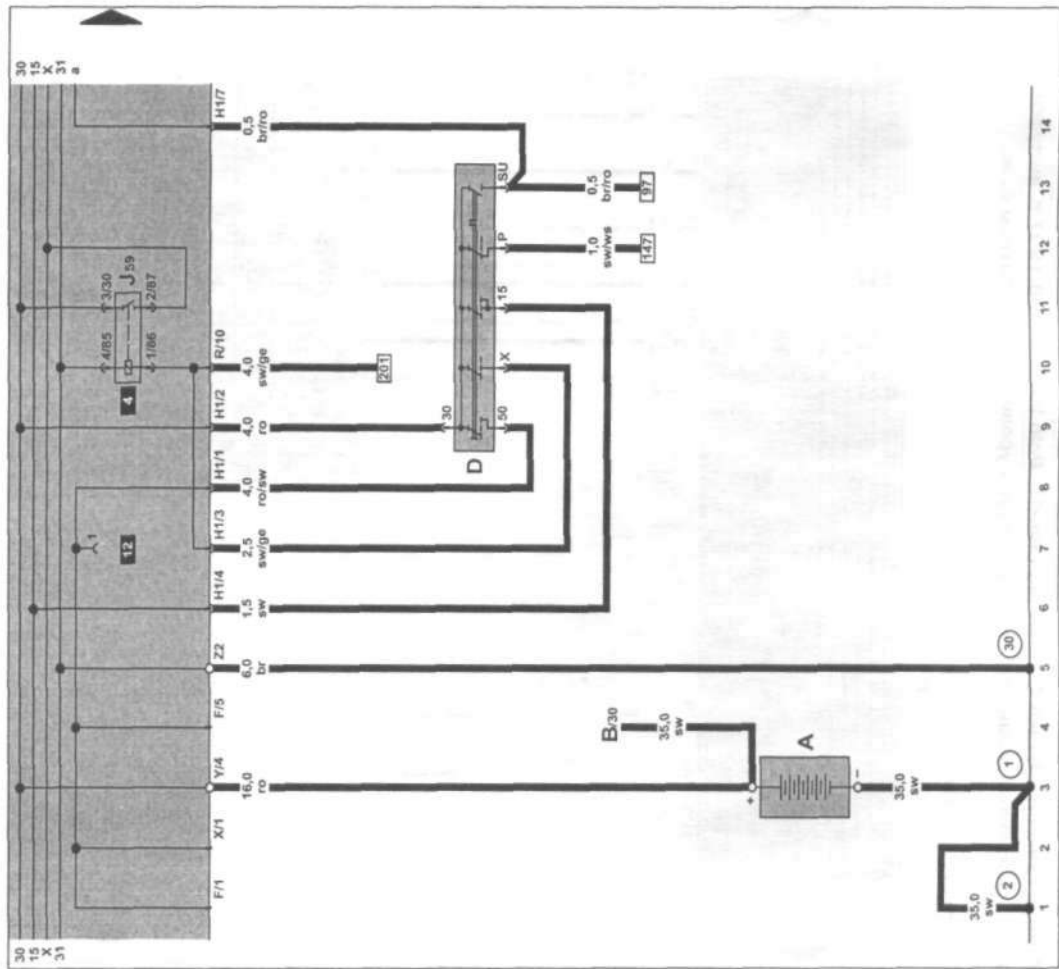 30 30
15 15
X X
31 31
a
1 4/85 3/30
12 4 J59
1/86 2/87
F/1 X/1 Y/4 F/5 Z2 H1/4 H1/3 H1/1 H1/2 R/10 H1/7
16,0 6,0 1,5 2,5 4,0 4,0 4,0 0,5
ro br sw sw/ge ro/sw ro sw/ge br/ro
201
30
D
50 X 15 P SU
1,0 0,5
sw/ws br/ro
B/30 147 97
35,0
sw
+
A
-
35,0
sw
35,0
sw
2 1 30
1 2 3 4 5 6 7 8 9 10 11 12 13 14